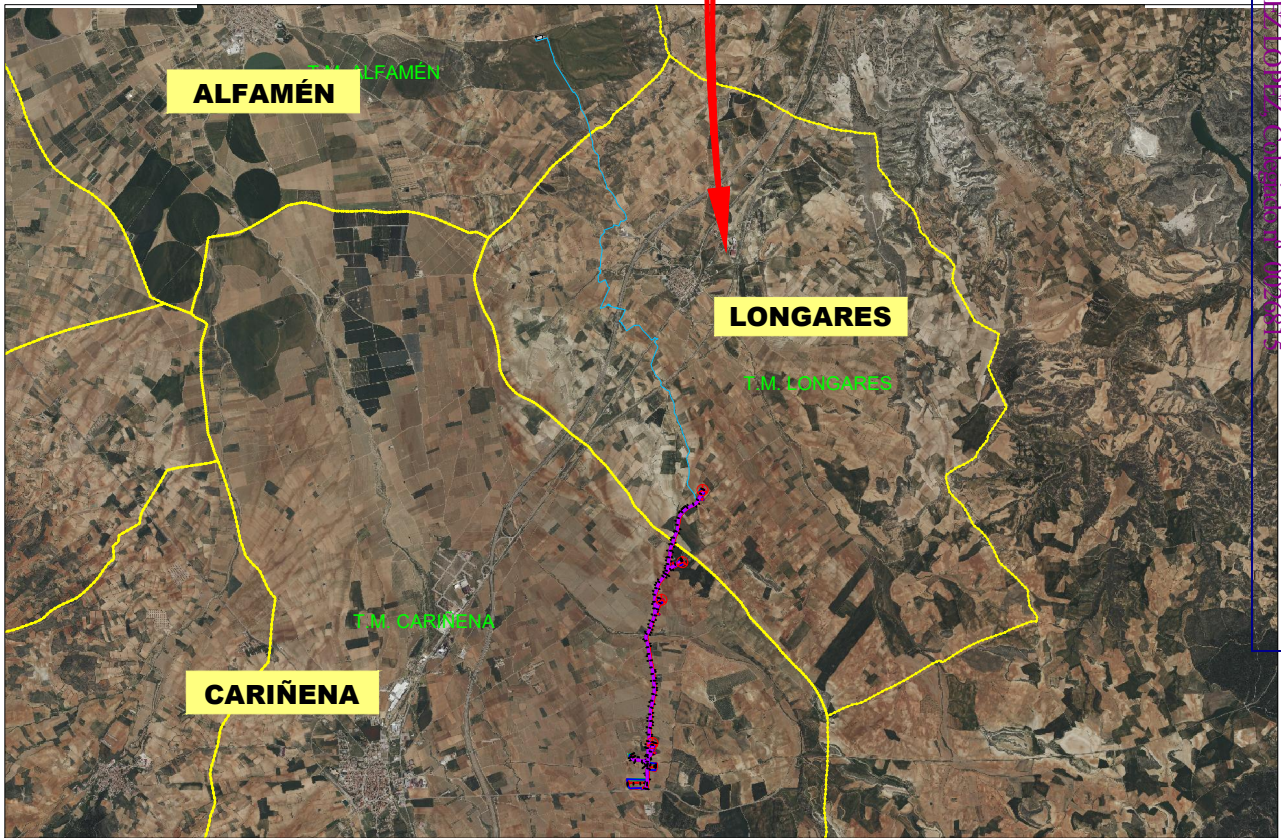 T.M. ALFAMÉN
ALFAMÉN
LONGARES
T.M. LONGARES
T.M. CARIÑENA
CARIÑENA